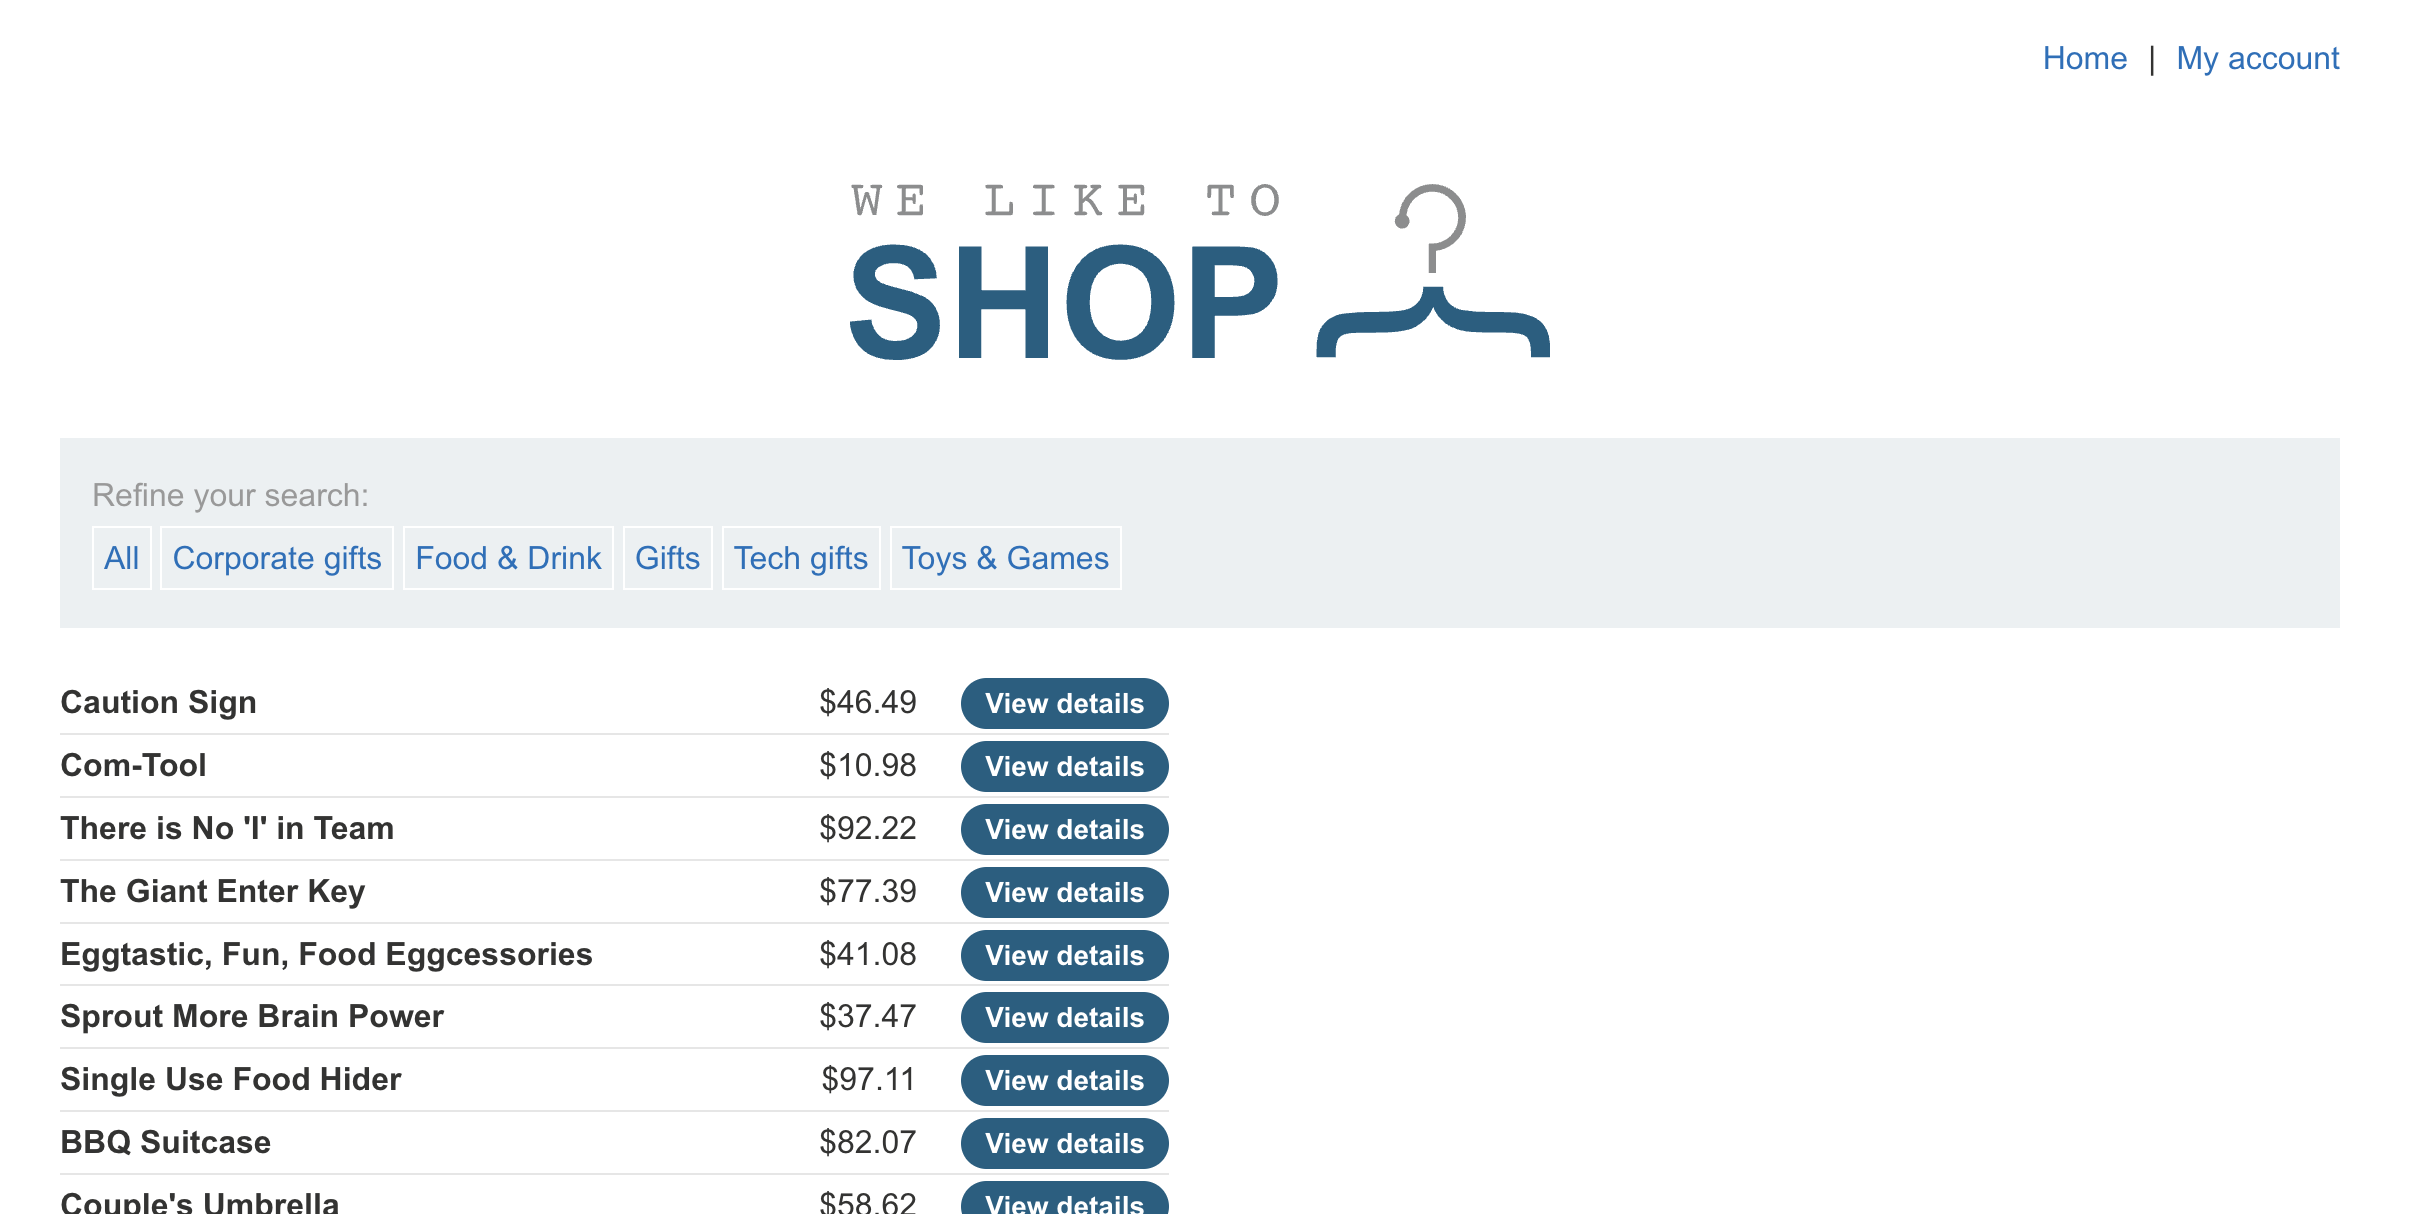 Home | My account
WE LIKE TO
SHOP
Refine your search:
All Corporate gifts Food & Drink Gifts Tech gifts Toys & Games
Caution Sign $46.49 View details
Com-Tool $10.98 View details
There is No 'I' in Team $92.22 View details
The Giant Enter Key $77.39 View details
Eggtastic, Fun, Food Eggcessories $41.08 View details
Sprout More Brain Power $37.47 View details
Single Use Food Hider $97.11 View details
BBQ Suitcase $82.07 View details
Couple's Umbrella $58.62 View details